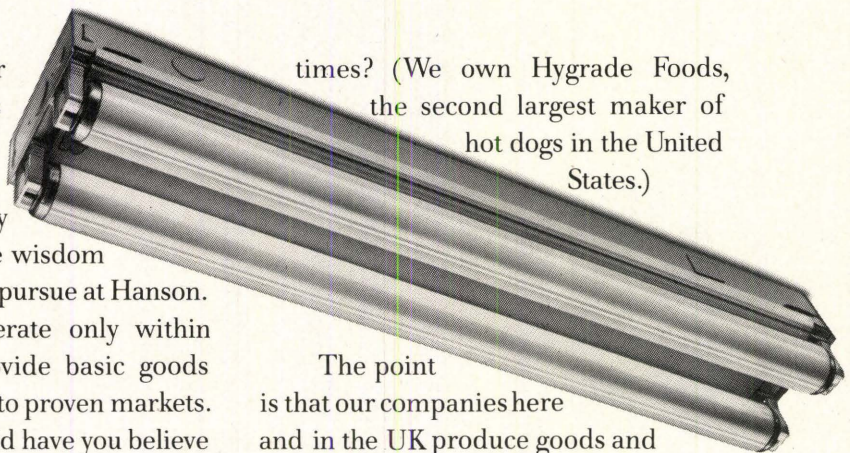 wisdom
pursue at Hanson.
erate only within
vide basic goods
to proven markets.
d have you believe
times? (We own Hygrade Foods,
the second largest maker of
hot dogs in the United
States.)
The point
is that our companies here
and in the UK produce goods and